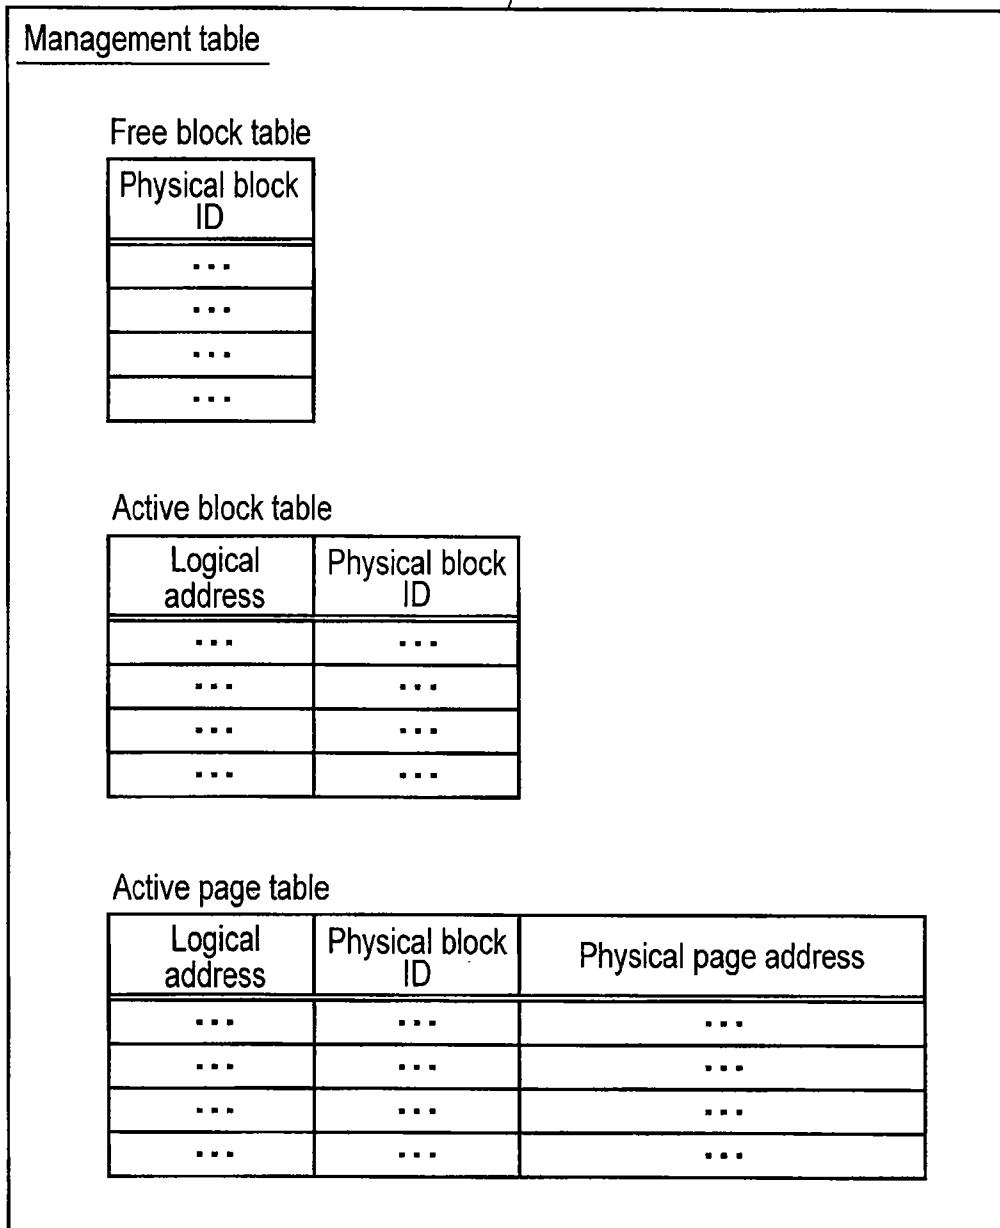 Management table
Free block table
Physical block
ID
...
...
...
...
Active block table
Logical
address
Physical block
ID
... ...
... ...
... ...
... ...
Active page table
Logical
address
Physical block
ID
Physical page address
... ... ...
... ... ...
... ... ...
... ... ...